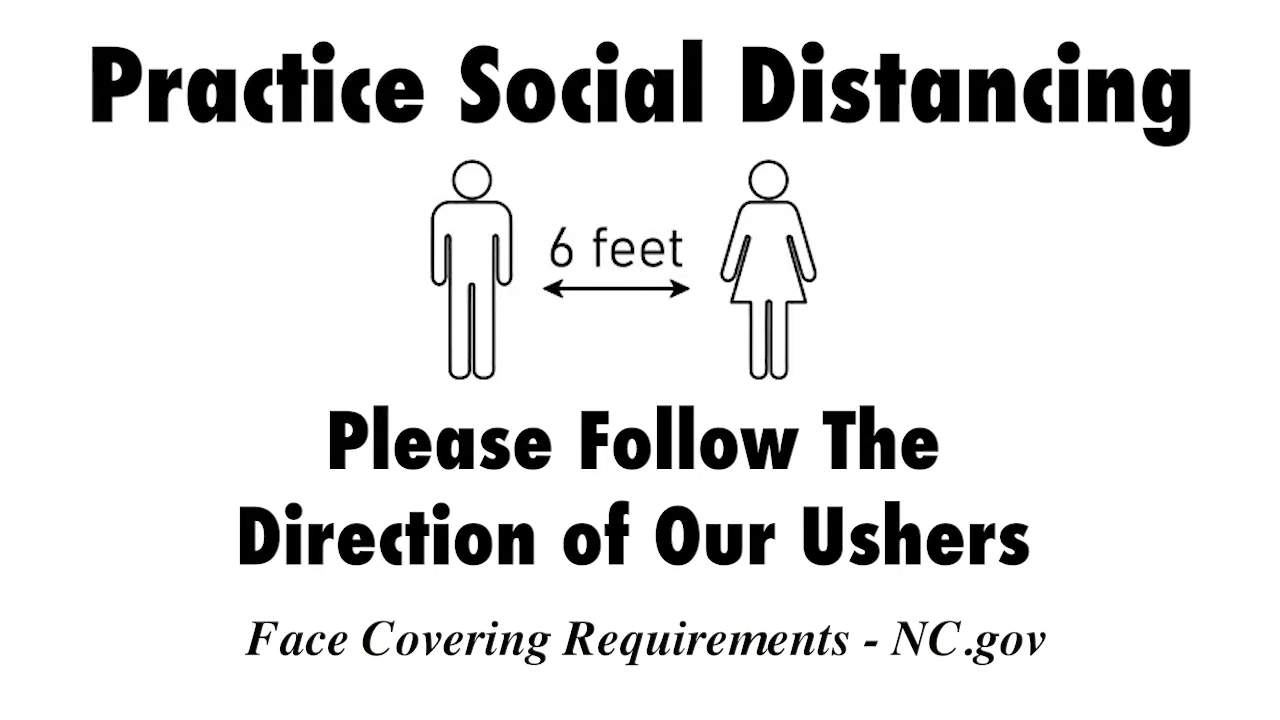 Practice Social Distancing
6 feet
Please Follow The
Direction of Our Ushers
Face Covering Requirements - NC.gov